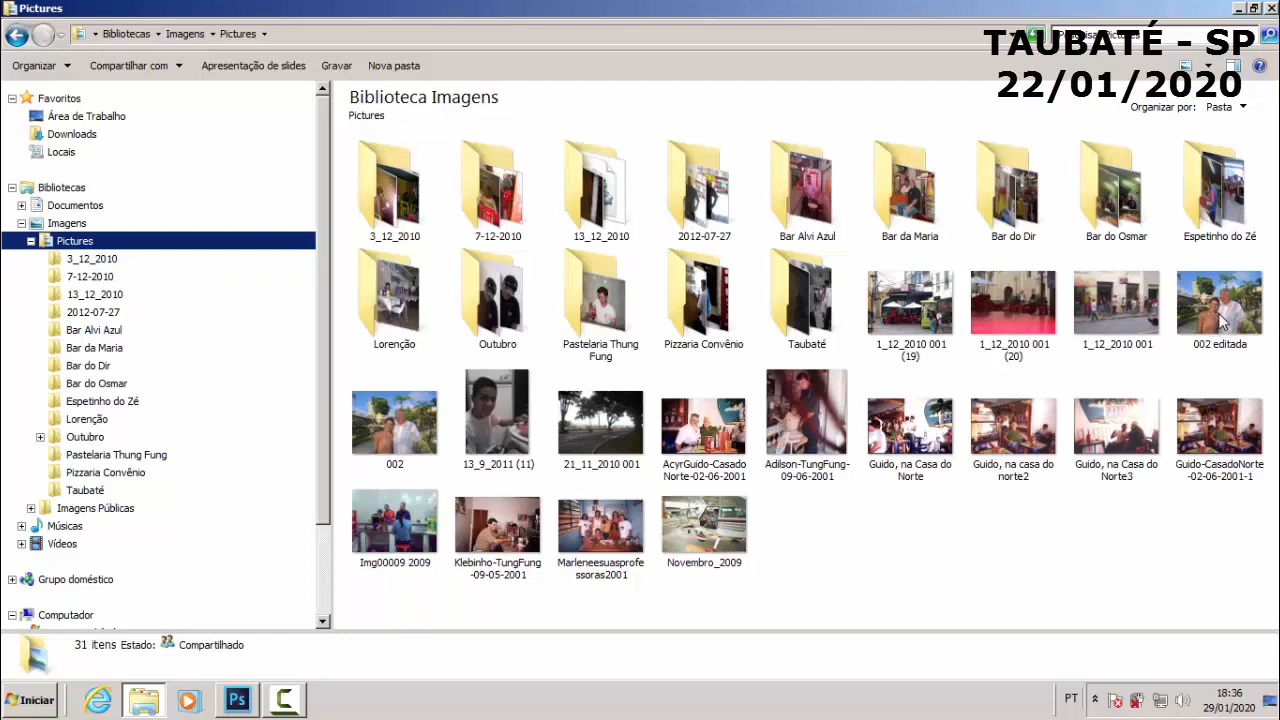 Pictures
Bibliotecas Imagens Pictures
TAUBATÉ - SP
22/01/2020
Organizar Compartilhar com Apresentação de slides Gravar Nova pasta
Favoritos
Área de Trabalho
Downloads
Locais
Bibliotecas
Documentos
Imagens
Pictures
3_12_2010
7-12-2010
13_12_2010
2012-07-27
Bar Alvi Azul
Bar da Maria
Bar do Dir
Bar do Osmar
Espetinho do Zé
Lorenção
Outubro
Pastelaria Thung Fung
Pizzaria Convênio
Taubaté
Imagens Públicas
Músicas
Vídeos
Grupo doméstico
Computador
Biblioteca Imagens
Pictures
Organizar por: Pasta
3_12_2010 7-12-2010 13_12_2010 2012-07-27 Bar Alvi Azul Bar da Maria Bar do Dir Bar do Osmar Espetinho do Zé
Lorenção Outubro Pastelaria Thung Pizzaria Convênio Taubaté 1_12_2010 001 1_12_2010 001 1_12_2010 001 002 editada
Fung (19) (20)
002 13_9_2011 (11) 21_11_2010 001 AcyrGuido-Casado Adilson-TungFung- Guido, na Casa do Guido, na Casa do Guido, na Casa do Guido-CasadoNorte
Norte-02-06-2001 09-06-2001 Norte norte2 Norte3 -02-06-2001-1
Img00009 2009 Klebinho-TungFung Marleneesuasprofe Novembro_2009
-09-05-2001 ssoras2001
31 itens Estado: Compartilhado
Iniciar
Ps
PT
18:36
29/01/2020